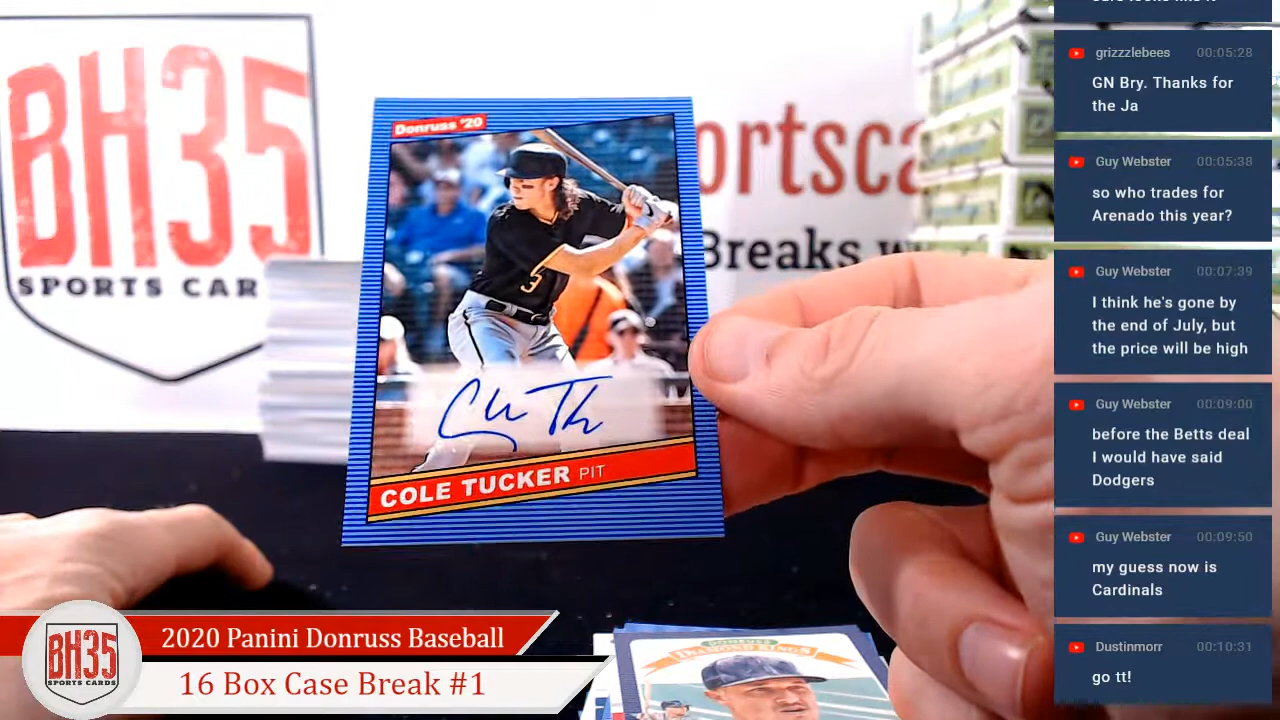 BH35
SPORTS CAR
ortsca
Breaks w
Donruss '20
3
COLE TUCKER PIT
DIAMOND KINGS
BH35
SPORTS CARDS
2020 Panini Donruss Baseball
16 Box Case Break #1
grizzzlebees 00:05:28
GN Bry. Thanks for
the Ja
Guy Webster 00:05:38
so who trades for
Arenado this year?
Guy Webster 00:07:39
I think he's gone by
the end of July, but
the price will be high
Guy Webster 00:09:00
before the Betts deal
I would have said
Dodgers
Guy Webster 00:09:50
my guess now is
Cardinals
Dustinmorr 00:10:31
go tt!